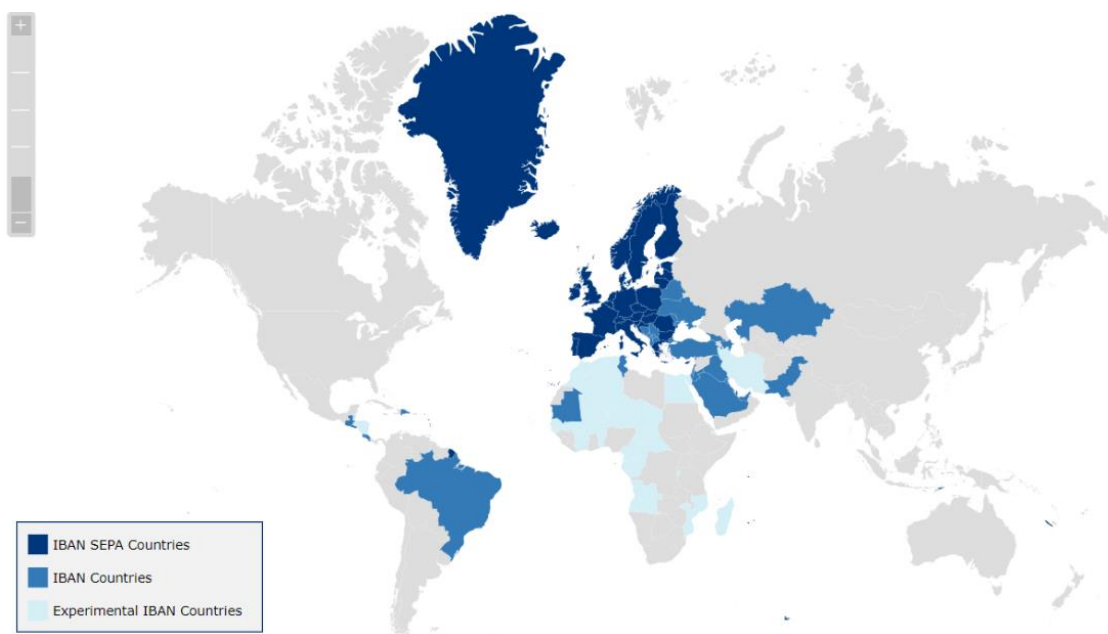 +
−
IBAN SEPA Countries
IBAN Countries
Experimental IBAN Countries